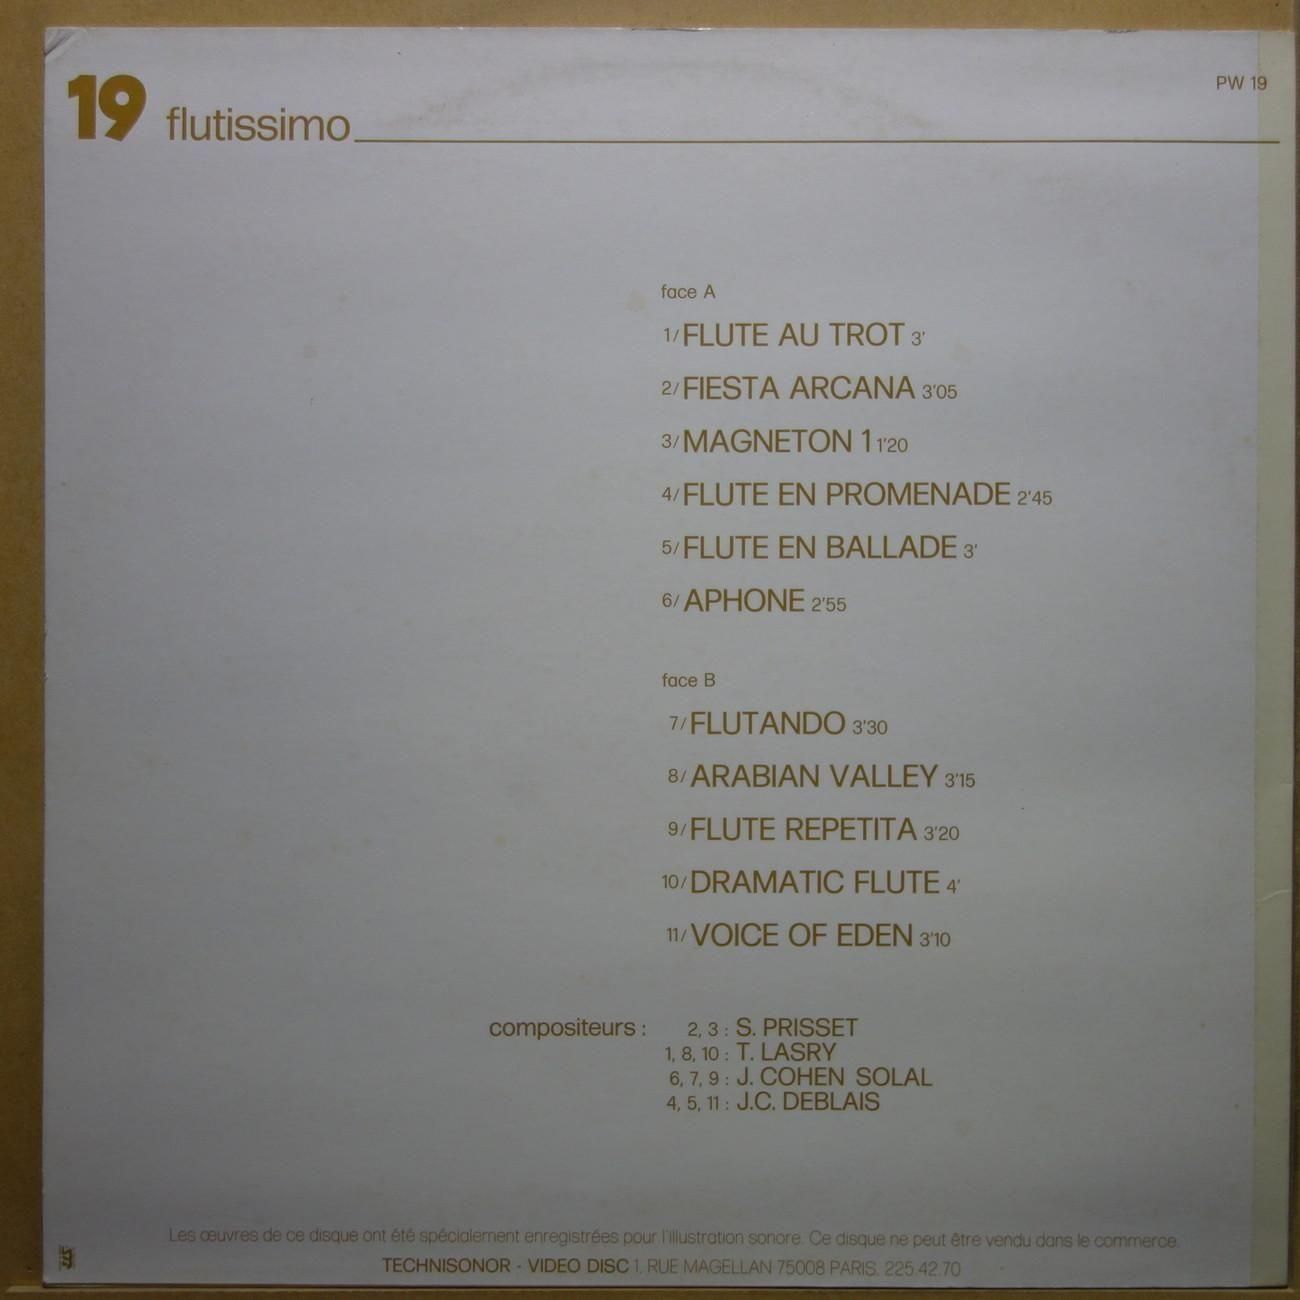 19 flutissimo
PW 19
face A
1/ FLUTE AU TROT 3'
2/ FIESTA ARCANA 3'05
3/ MAGNETON 1 1'20
4/ FLUTE EN PROMENADE 2'45
5/ FLUTE EN BALLADE 3'
6/ APHONE 2'55
face B
7/ FLUTANDO 3'30
8/ ARABIAN VALLEY 3'15
9/ FLUTE REPETITA 3'20
10/ DRAMATIC FLUTE 4'
11/ VOICE OF EDEN 3'10
compositeurs : 2, 3 : S. PRISSET
1, 8, 10 : T. LASRY
6, 7, 9 : J. COHEN SOLAL
4, 5, 11 : J.C. DEBLAIS
Les œuvres de ce disque ont été spécialement enregistrées pour l'illustration sonore. Ce disque ne peut être vendu dans le commerce.
TECHNISONOR - VIDEO DISC 1, RUE MAGELLAN 75008 PARIS. 225.42.70